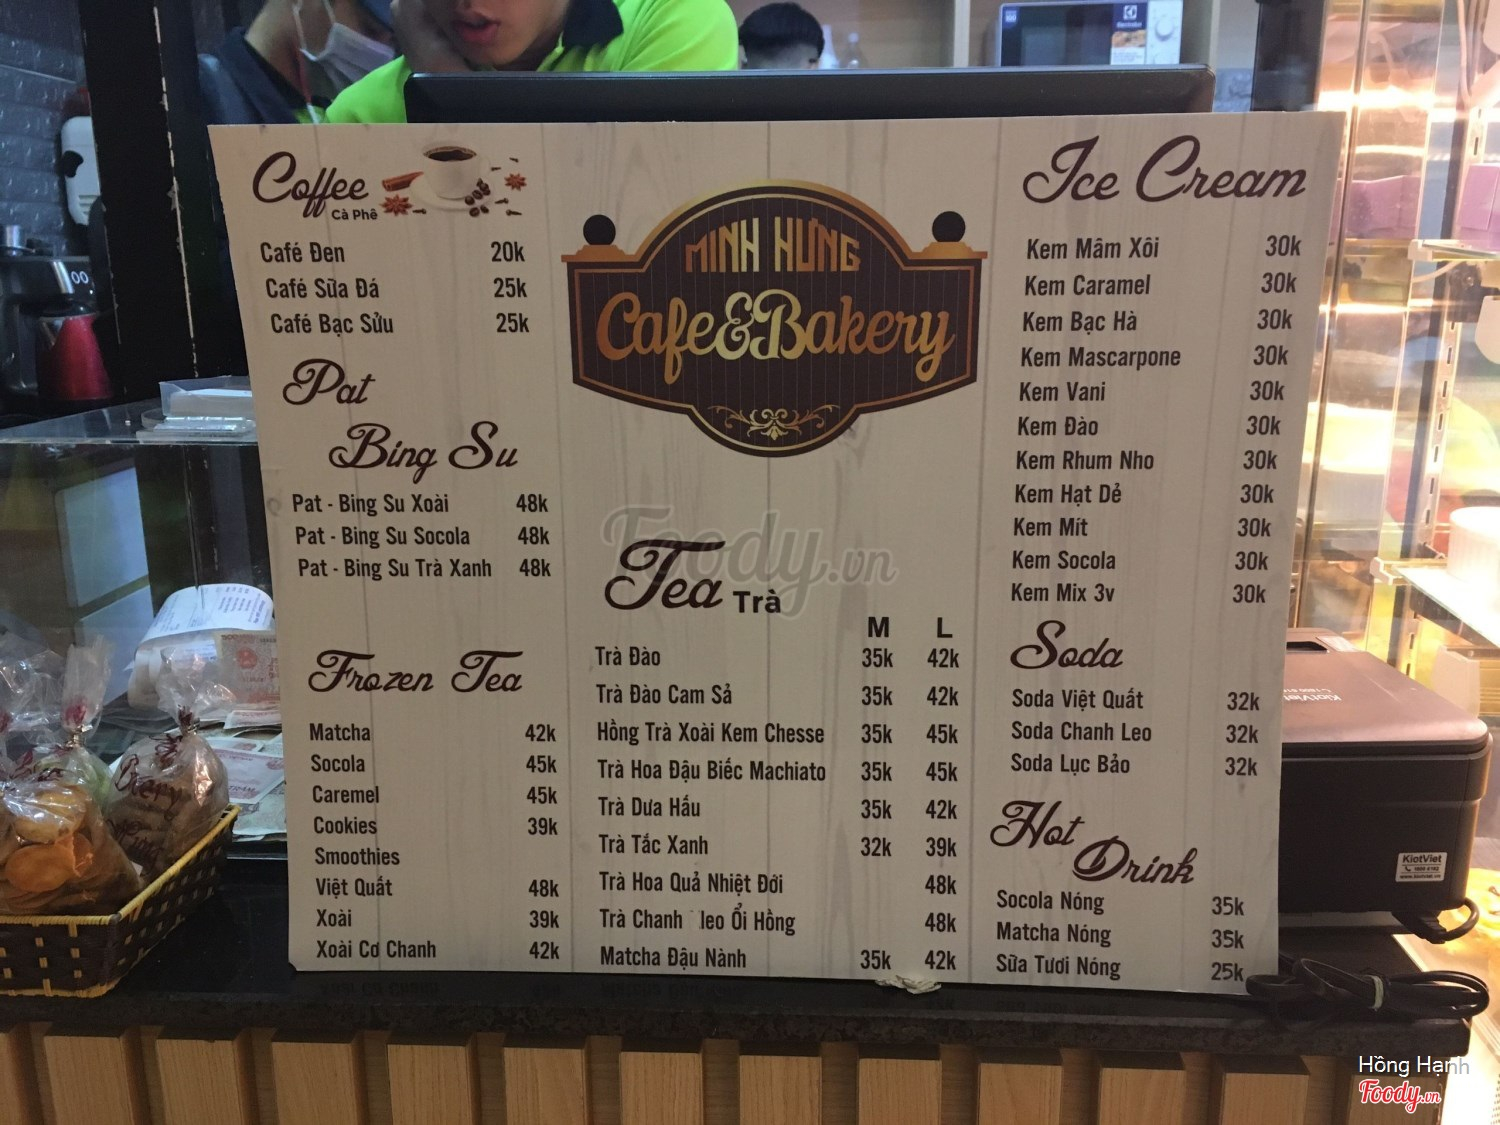 Electrolux
Coffee
Cà Phê
Café Đen 20k
Café Sữa Đá 25k
Café Bạc Sửu 25k
Pat
Bing Su
Pat - Bing Su Xoài 48k
Pat - Bing Su Socola 48k
Pat - Bing Su Trà Xanh 48k
Frozen Tea
Matcha 42k
Socola 45k
Caremel 45k
Cookies 39k
Smoothies
Việt Quất 48k
Xoài 39k
Xoài Cơ Chanh 42k
MINH HƯNG
Cafe&Bakery
Foody.vn
Tea Trà
M L
Trà Đào 35k 42k
Trà Đào Cam Sả 35k 42k
Hồng Trà Xoài Kem Chesse 35k 45k
Trà Hoa Đậu Biếc Machiato 35k 45k
Trà Dưa Hấu 35k 42k
Trà Tắc Xanh 32k 39k
Trà Hoa Quả Nhiệt Đới 48k
Trà Chanh leo Ổi Hồng 48k
Matcha Đậu Nành 35k 42k
Ice Cream
Kem Mâm Xôi 30k
Kem Caramel 30k
Kem Bạc Hà 30k
Kem Mascarpone 30k
Kem Vani 30k
Kem Đào 30k
Kem Rhum Nho 30k
Kem Hạt Dẻ 30k
Kem Mít 30k
Kem Socola 30k
Kem Mix 3v 30k
Soda
Soda Việt Quất 32k
Soda Chanh Leo 32k
Soda Lục Bảo 32k
Hot
Drink
Socola Nóng 35k
Matcha Nóng 35k
Sữa Tươi Nóng 25k
KiotViet
KiotViet
1800 6162
www.kiotviet.vn
Hồng Hạnh
Foody.vn